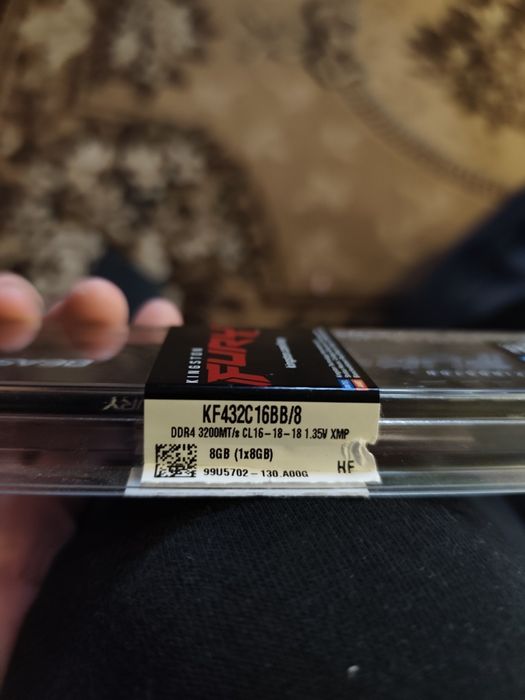 KINGSTON
FURY
KF432C16BB/8
DDR4 3200MT/s CL16-18-18 1.35V XMP
8GB (1x8GB)
99U5702-130.A00G
HF